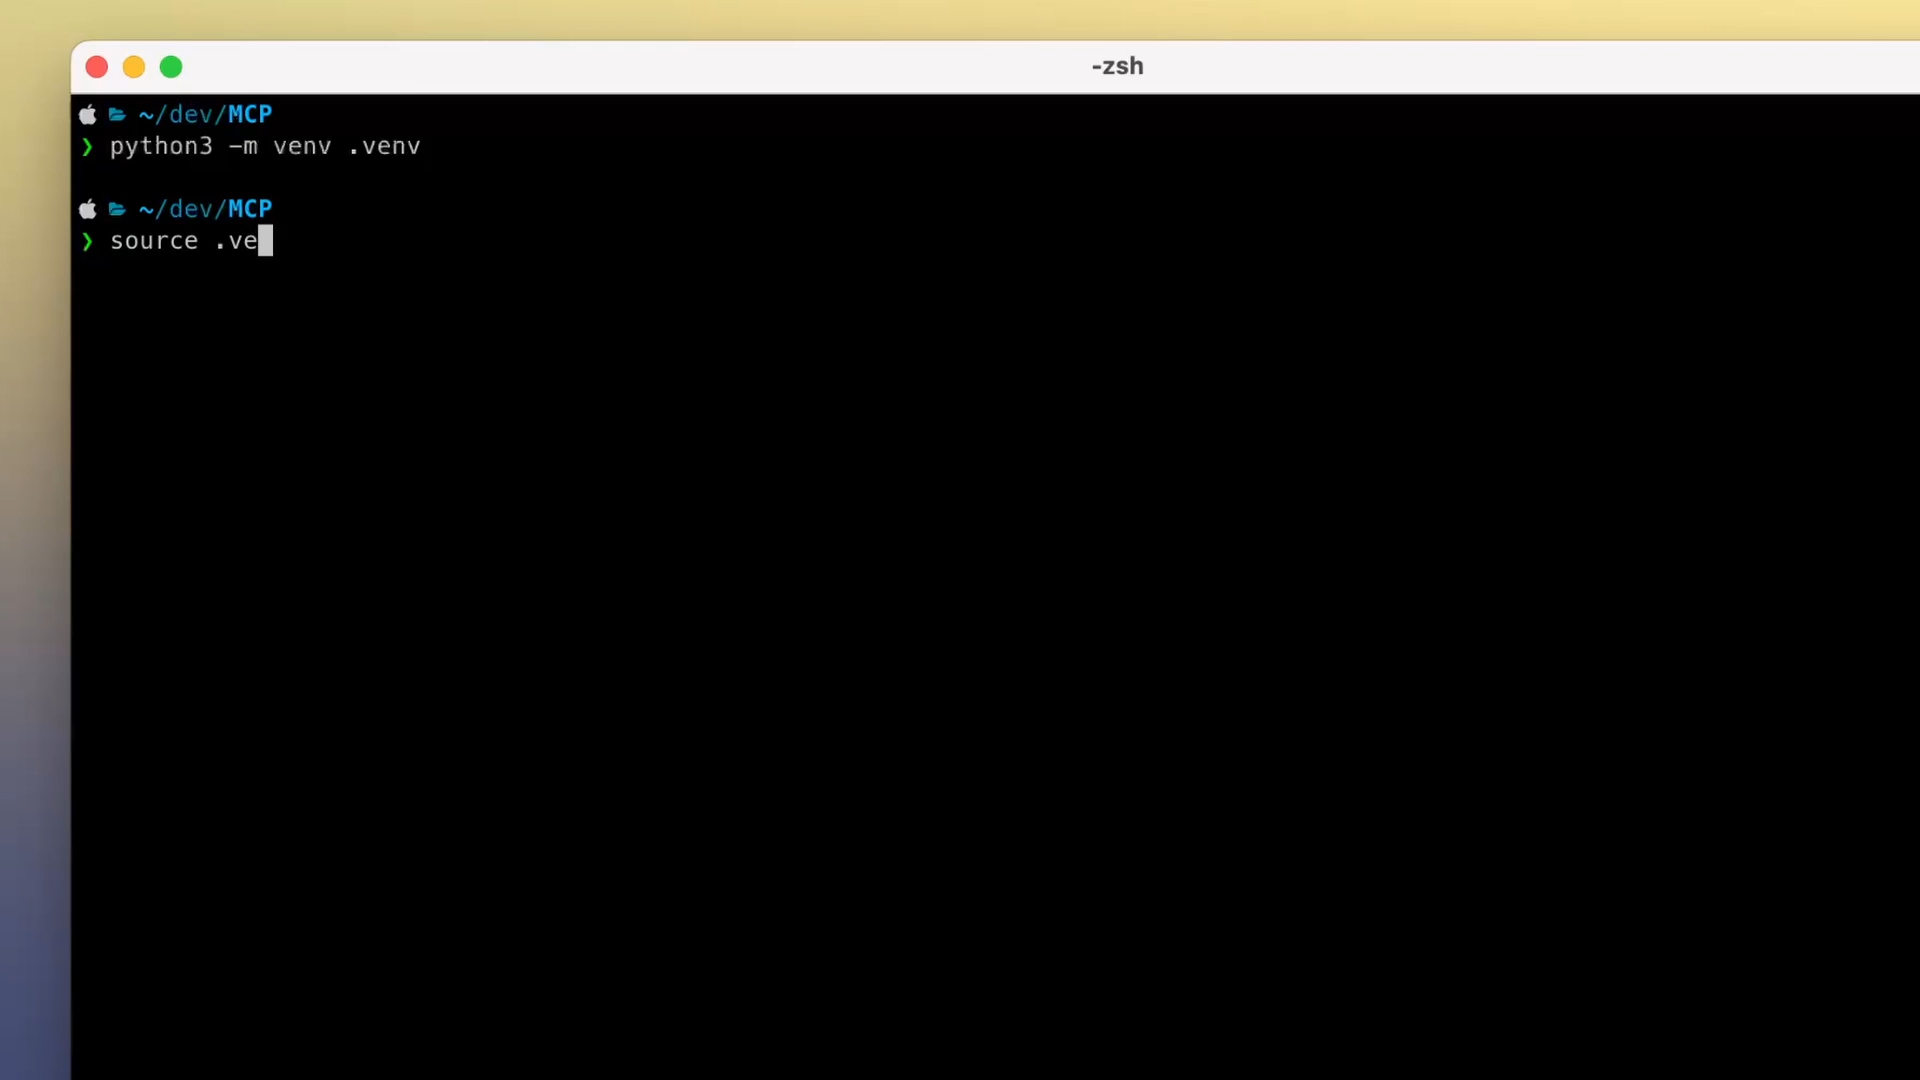 -zsh
~/dev/MCP
❯ python3 -m venv .venv
~/dev/MCP
❯ source .ve